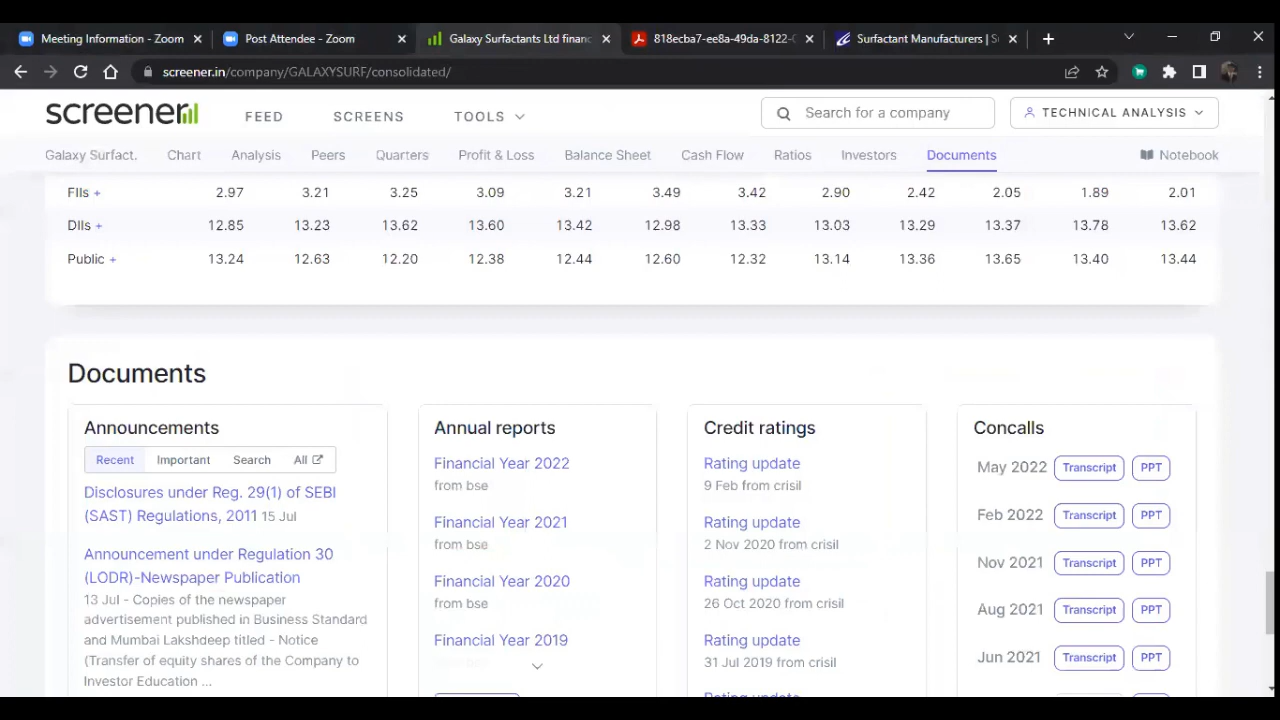 Meeting Information - Zoom
Post Attendee - Zoom
Galaxy Surfactants Ltd financ
818ecba7-ee8a-49da-8122-
Surfactant Manufacturers |
screener.in/company/GALAXYSURF/consolidated/
screener
FEED
SCREENS
TOOLS
Search for a company
TECHNICAL ANALYSIS
Galaxy Surfact. Chart Analysis Peers Quarters Profit & Loss Balance Sheet Cash Flow Ratios Investors Documents Notebook
FIIs + 2.97 3.21 3.25 3.09 3.21 3.49 3.42 2.90 2.42 2.05 1.89 2.01
DIIs + 12.85 13.23 13.62 13.60 13.42 12.98 13.33 13.03 13.29 13.37 13.78 13.62
Public + 13.24 12.63 12.20 12.38 12.44 12.60 12.32 13.14 13.36 13.65 13.40 13.44
Documents
Announcements
Recent Important Search All
Disclosures under Reg. 29(1) of SEBI
(SAST) Regulations, 2011 15 Jul
Announcement under Regulation 30
(LODR)-Newspaper Publication
13 Jul - Copies of the newspaper
advertisement published in Business Standard
and Mumbai Lakshdeep titled - Notice
(Transfer of equity shares of the Company to
Investor Education ...
Annual reports
Financial Year 2022
from bse
Financial Year 2021
from bse
Financial Year 2020
from bse
Financial Year 2019
Credit ratings
Rating update
9 Feb from crisil
Rating update
2 Nov 2020 from crisil
Rating update
26 Oct 2020 from crisil
Rating update
31 Jul 2019 from crisil
Rating update
Concalls
May 2022 Transcript PPT
Feb 2022 Transcript PPT
Nov 2021 Transcript PPT
Aug 2021 Transcript PPT
Jun 2021 Transcript PPT